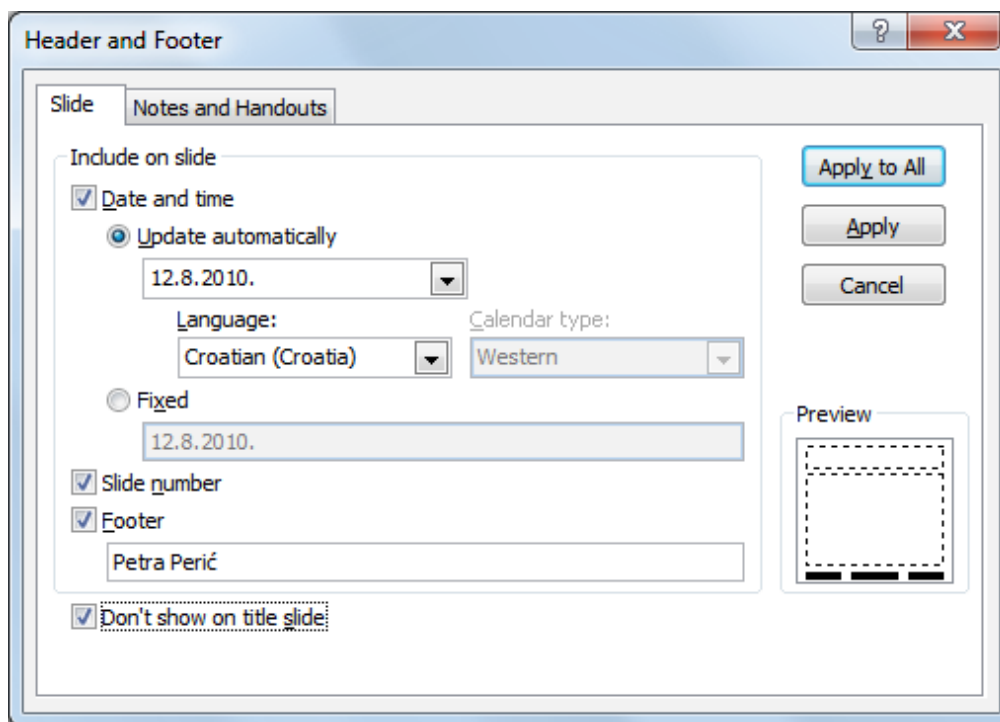 Header and Footer
Slide
Notes and Handouts
Include on slide
Date and time
Update automatically
12.8.2010.
Language:
Calendar type:
Croatian (Croatia)
Western
Fixed
12.8.2010.
Slide number
Footer
Petra Perić
Don't show on title slide
Apply to All
Apply
Cancel
Preview